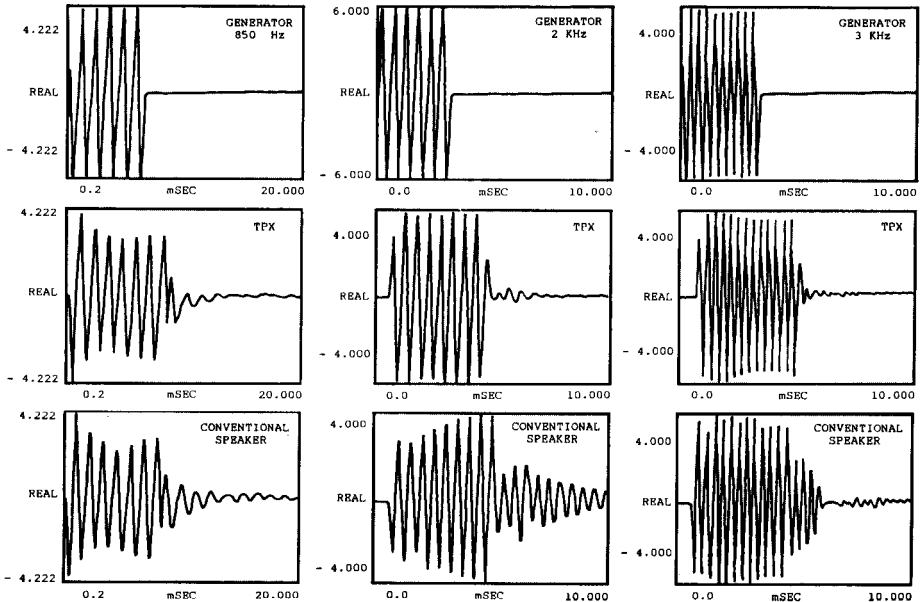 4.222
GENERATOR
850 Hz
REAL
- 4.222
0.2 mSEC 20.000
6.000
GENERATOR
2 KHz
REAL
- 6.000
0.0 mSEC 10.000
4.000
GENERATOR
3 KHz
REAL
- 4.000
0.0 mSEC 10.000
4.222
TPX
REAL
- 4.222
0.2 mSEC 20.000
4.000
TPX
REAL
- 4.000
0.0 mSEC 10.000
4.000
TPX
REAL
- 4.000
0.0 mSEC 10.000
4.222
CONVENTIONAL
SPEAKER
REAL
- 4.222
0.2 mSEC 20.000
4.000
CONVENTIONAL
SPEAKER
REAL
- 4.000
0.0 mSEC 10.000
4.000
CONVENTIONAL
SPEAKER
REAL
- 4.000
0.0 mSEC 10.000